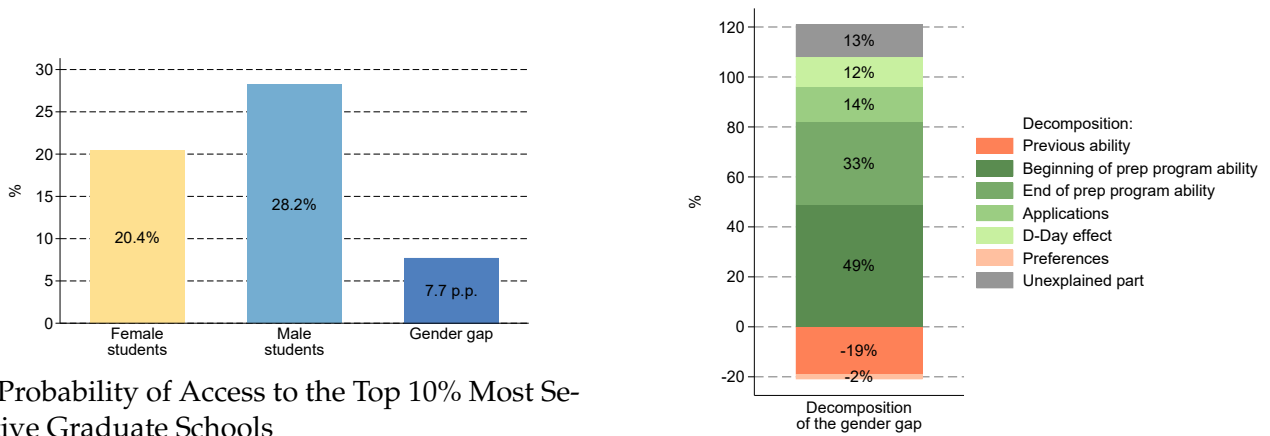 30
25
20
15
10
5
0
%
20.4%
28.2%
7.7 p.p.
Female
students
Male
students
Gender gap
Probability of Access to the Top 10% Most Se-
ive Graduate Schools
120
100
80
60
40
20
0
-20
%
13%
12%
14%
33%
49%
-19%
-2%
Decomposition
of the gender gap
Decomposition:
Previous ability
Beginning of prep program ability
End of prep program ability
Applications
D-Day effect
Preferences
Unexplained part